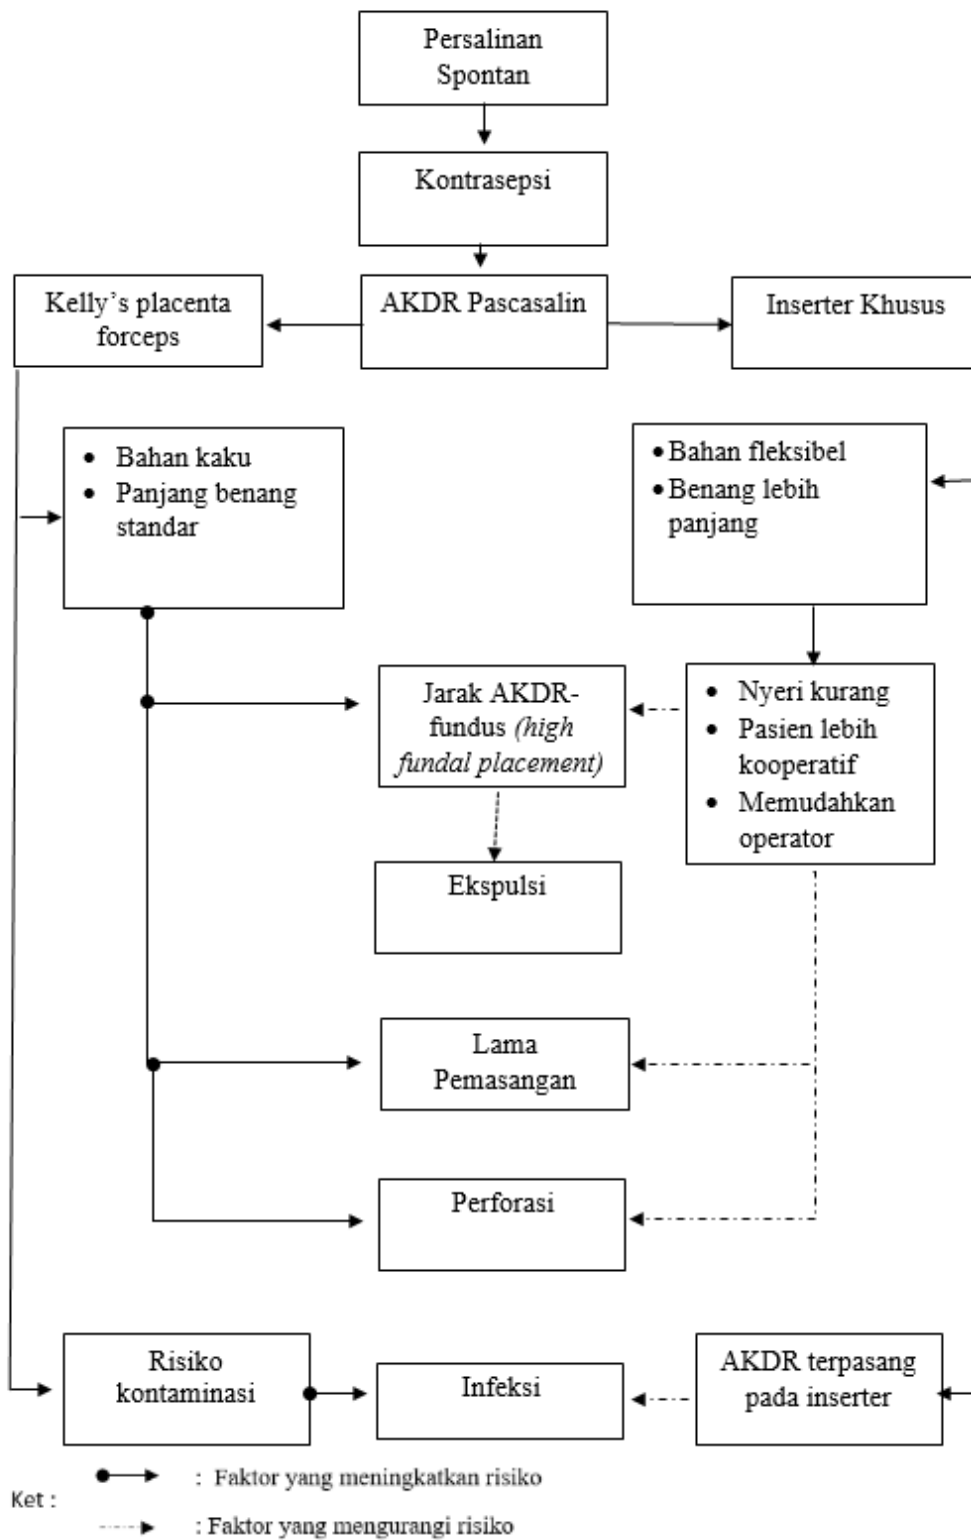 Persalinan
Spontan
Kontrasepsi
Kelly’s placenta
forceps
AKDR Pascasalin
Inserter Khusus
• Bahan kaku
• Panjang benang
standar
• Bahan fleksibel
• Benang lebih
panjang
Jarak AKDR-
fundus (high
fundal placement)
• Nyeri kurang
• Pasien lebih
kooperatif
• Memudahkan
operator
Ekspulsi
Lama
Pemasangan
Perforasi
Risiko
kontaminasi
Infeksi
AKDR terpasang
pada inserter
Ket :
: Faktor yang meningkatkan risiko
: Faktor yang mengurangi risiko